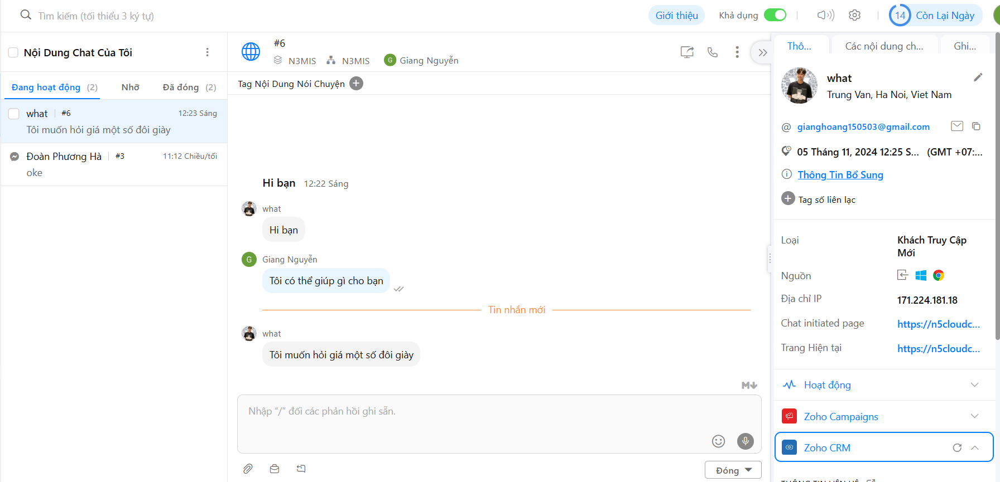 Tìm kiếm (tối thiểu 3 ký tự)
Giới thiệu
Khả dụng
14
Còn Lại Ngày
Nội Dung Chat Của Tôi
Đang hoạt động (2)
Nhỡ
Đã đóng (2)
what #6 12:23 Sáng
Tôi muốn hỏi giá một số đôi giày
Đoàn Phương Hà #3 11:12 Chiều/tối
oke
#6
N3MIS
N3MIS
G
Giang Nguyễn
Tag Nội Dung Nói Chuyện
Hi bạn 12:22 Sáng
what
Hi bạn
G Giang Nguyễn
Tôi có thể giúp gì cho bạn
Tin nhắn mới
what
Tôi muốn hỏi giá một số đôi giày
M
Nhập “/” đối các phản hồi ghi sẵn.
Đóng
Thô...
Các nội dung ch...
Ghi...
what
Trung Van, Ha Noi, Viet Nam
@ gianghoang150503@gmail.com
05 Tháng 11, 2024 12:25 S... (GMT +07:...
Thông Tin Bổ Sung
Tag số liên lạc
Loại Khách Truy Cập
Mới
Nguồn
Địa chỉ IP 171.224.181.18
Chat initiated page https://n5cloudc...
Trang Hiện tại https://n5cloudc...
Hoạt động
Zoho Campaigns
Zoho CRM
THÔNG TIN LIÊN HỆ